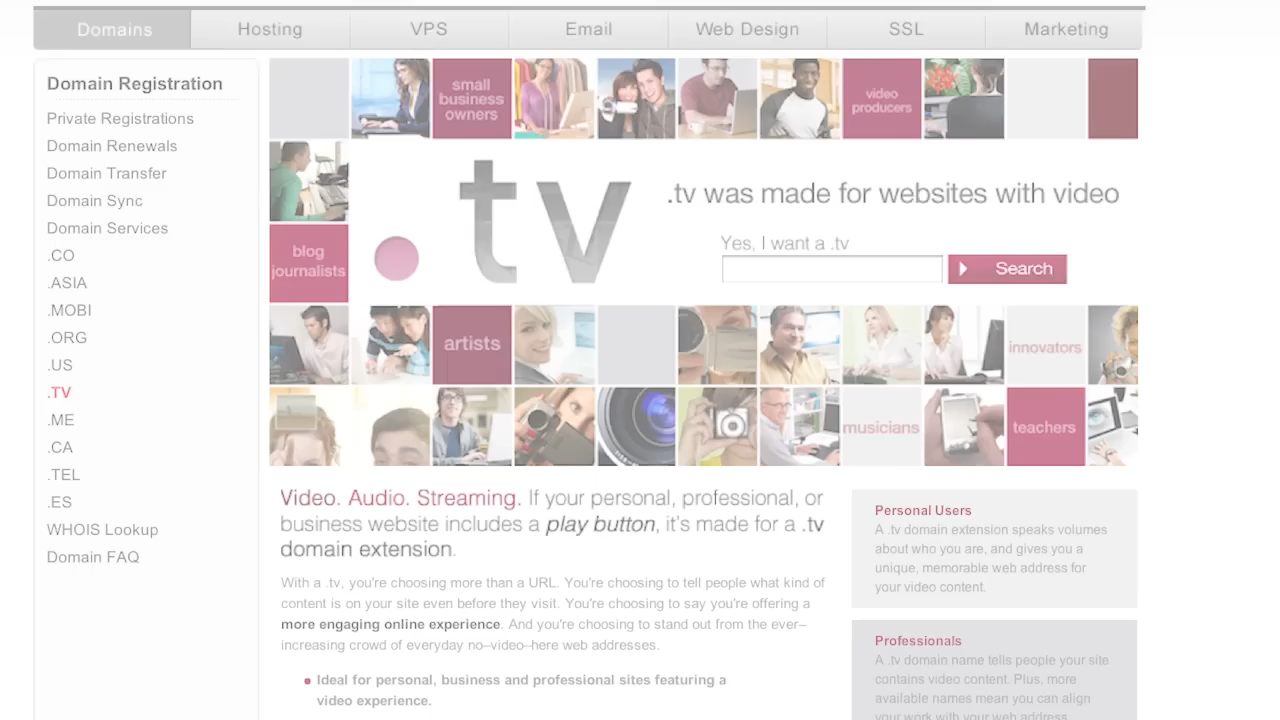 Domains
Hosting
VPS
Email
Web Design
SSL
Marketing
Domain Registration
Private Registrations
Domain Renewals
Domain Transfer
Domain Sync
Domain Services
.CO
.ASIA
.MOBI
.ORG
.US
.TV
.ME
.CA
.TEL
.ES
WHOIS Lookup
Domain FAQ
small
business
owners
video
producers
.tv
.tv was made for websites with video
Yes, I want a .tv
Search
blog
journalists
artists
innovators
musicians
teachers
Video. Audio. Streaming. If your personal, professional, or
business website includes a play button, it's made for a .tv
domain extension.
With a .tv, you're choosing more than a URL. You're choosing to tell people what kind of
content is on your site even before they visit. You're choosing to say you're offering a
more engaging online experience. And you're choosing to stand out from the ever–
increasing crowd of everyday no–video–here web addresses.
Ideal for personal, business and professional sites featuring a
video experience.
Personal Users
A .tv domain extension speaks volumes
about who you are, and gives you a
unique, memorable web address for
your video content.
Professionals
A .tv domain name tells people your site
contains video content. Plus, more
available names mean you can align
your work with your web address